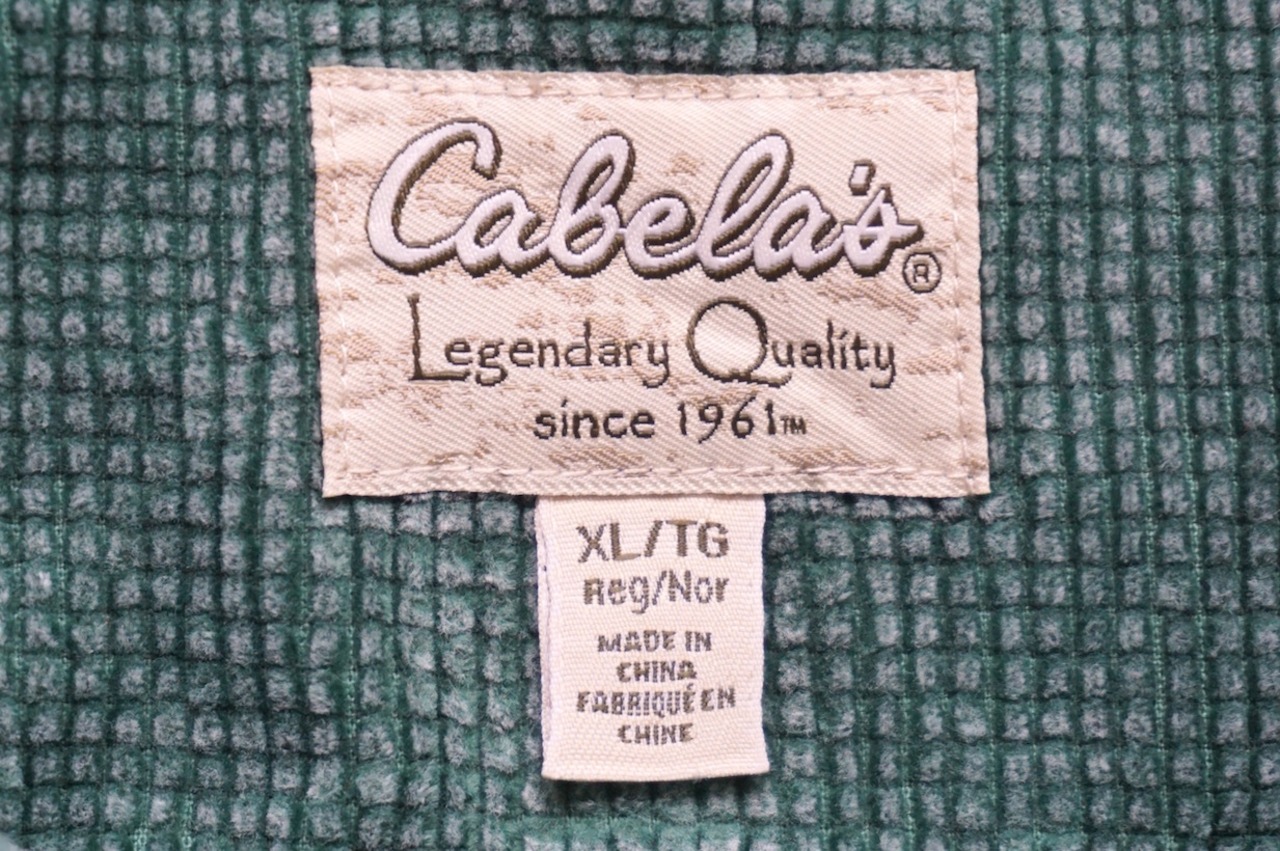 Cabela's®
Legendary Quality
since 1961™
XL/TG
Reg/Nor
MADE IN
CHINA
FABRIQUÉ EN
CHINE